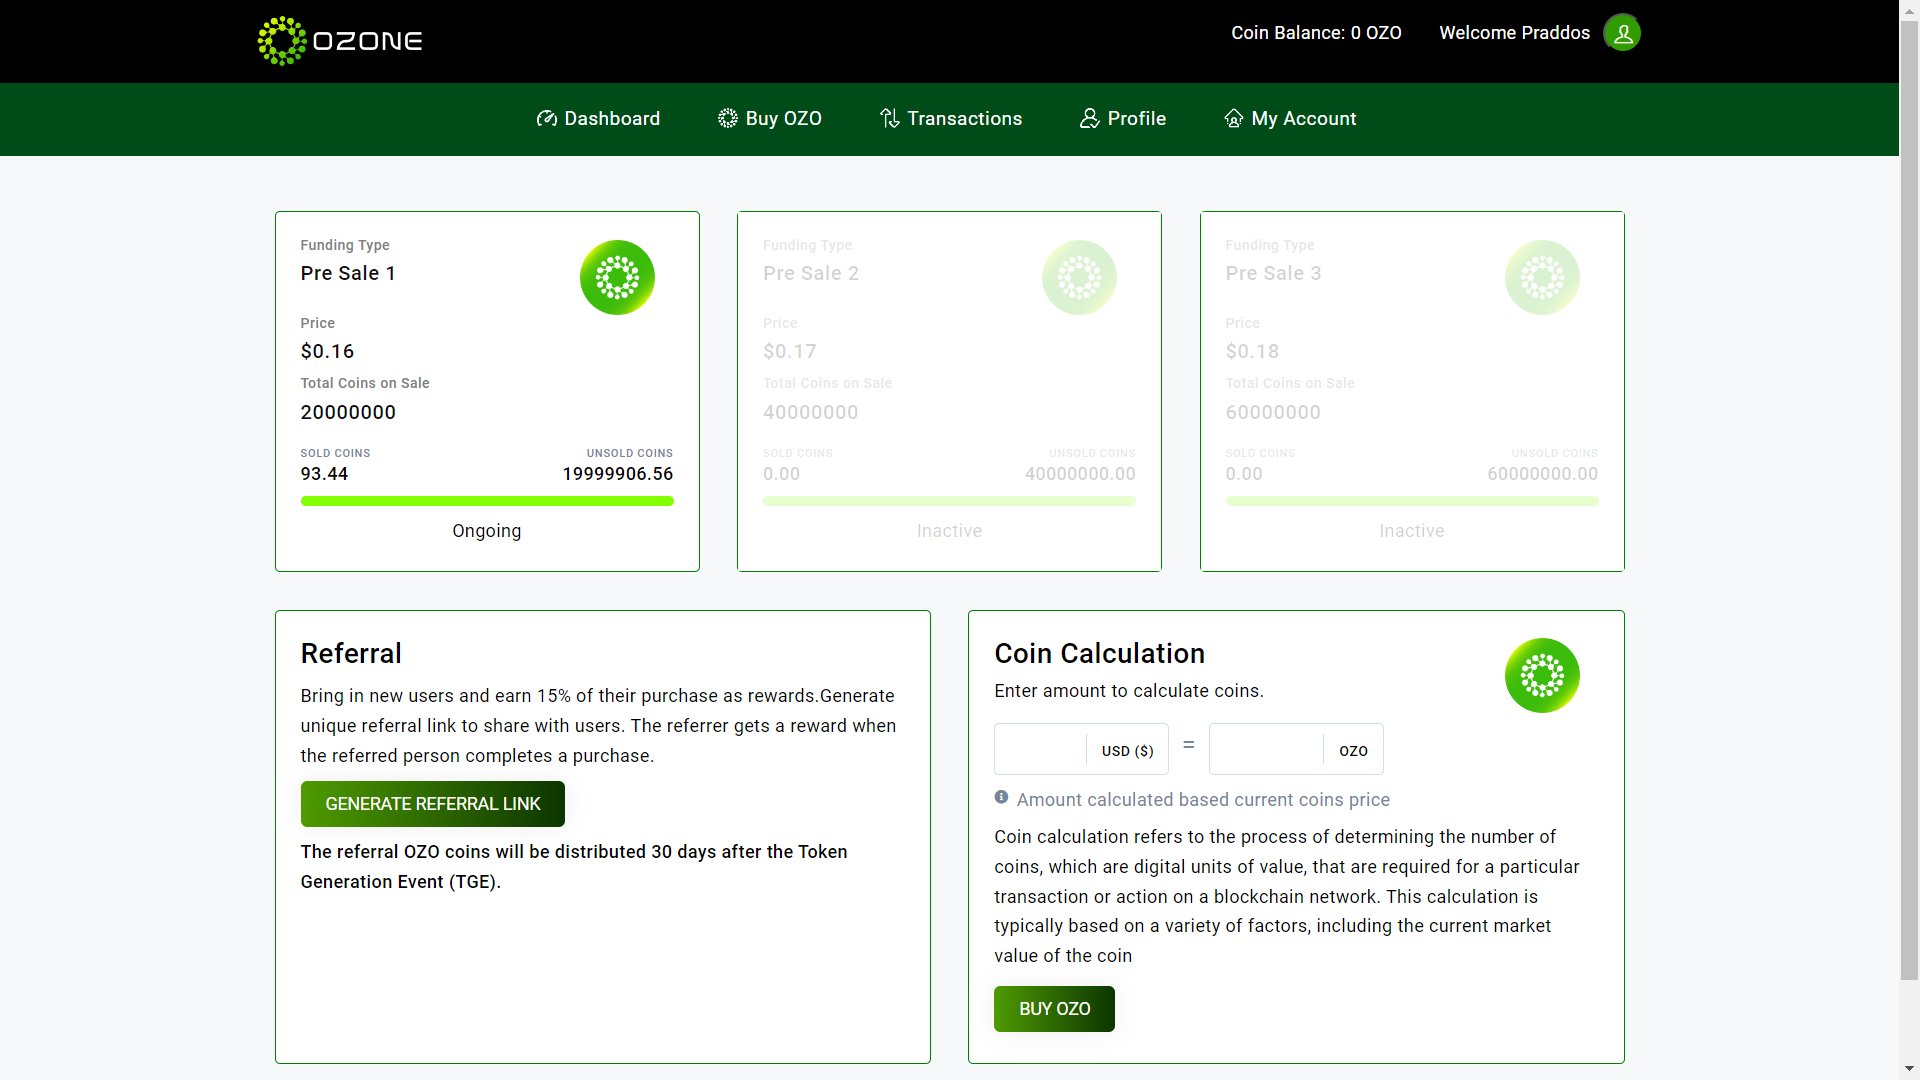 OZONE
Coin Balance: 0 OZO
Welcome Praddos
Dashboard
Buy OZO
Transactions
Profile
My Account
Funding Type
Pre Sale 1
Price
$0.16
Total Coins on Sale
20000000
SOLD COINS
UNSOLD COINS
93.44
19999906.56
Ongoing
Funding Type
Pre Sale 2
Price
$0.17
Total Coins on Sale
40000000
SOLD COINS
UNSOLD COINS
0.00
40000000.00
Inactive
Funding Type
Pre Sale 3
Price
$0.18
Total Coins on Sale
60000000
SOLD COINS
UNSOLD COINS
0.00
60000000.00
Inactive
Referral
Bring in new users and earn 15% of their purchase as rewards.Generate
unique referral link to share with users. The referrer gets a reward when
the referred person completes a purchase.
GENERATE REFERRAL LINK
The referral OZO coins will be distributed 30 days after the Token
Generation Event (TGE).
Coin Calculation
Enter amount to calculate coins.
USD ($)
=
OZO
Amount calculated based current coins price
Coin calculation refers to the process of determining the number of
coins, which are digital units of value, that are required for a particular
transaction or action on a blockchain network. This calculation is
typically based on a variety of factors, including the current market
value of the coin
BUY OZO